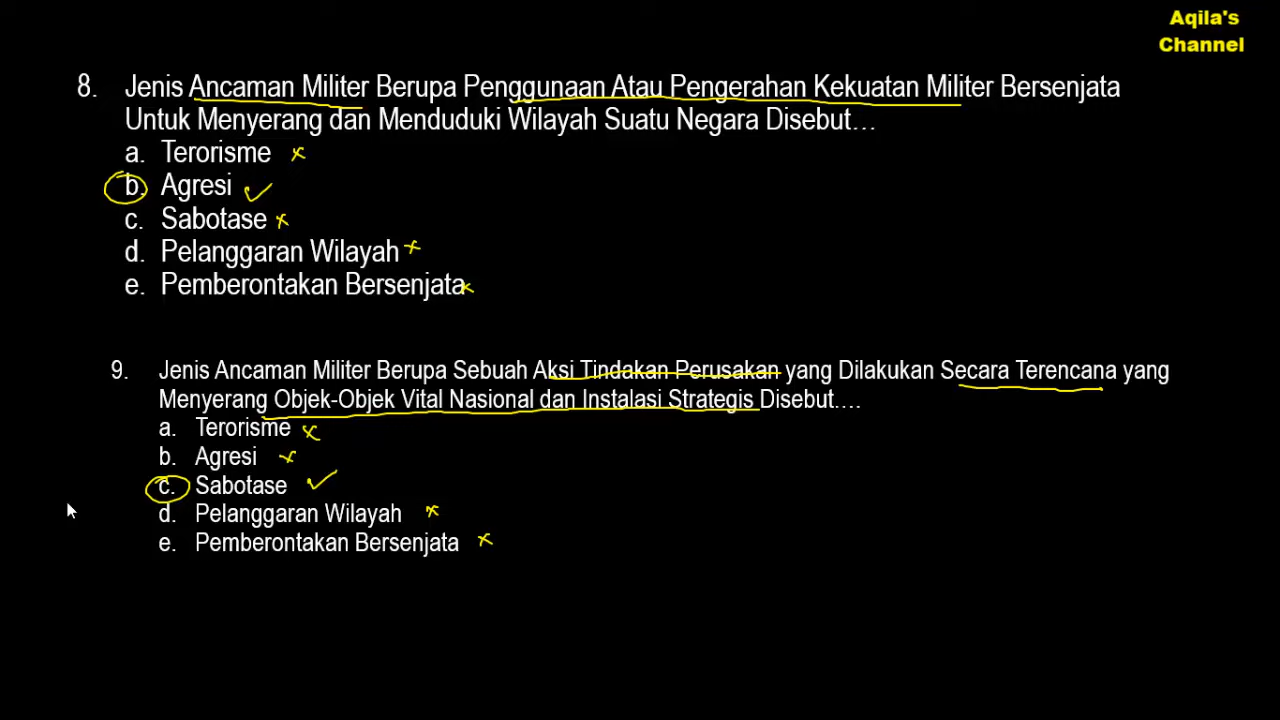 Aqila's
Channel
8. Jenis Ancaman Militer Berupa Penggunaan Atau Pengerahan Kekuatan Militer Bersenjata
Untuk Menyerang dan Menduduki Wilayah Suatu Negara Disebut…
a. Terorisme
b. Agresi
c. Sabotase
d. Pelanggaran Wilayah
e. Pemberontakan Bersenjata
9. Jenis Ancaman Militer Berupa Sebuah Aksi Tindakan Perusakan yang Dilakukan Secara Terencana yang
Menyerang Objek-Objek Vital Nasional dan Instalasi Strategis Disebut….
a. Terorisme
b. Agresi
c. Sabotase
d. Pelanggaran Wilayah
e. Pemberontakan Bersenjata